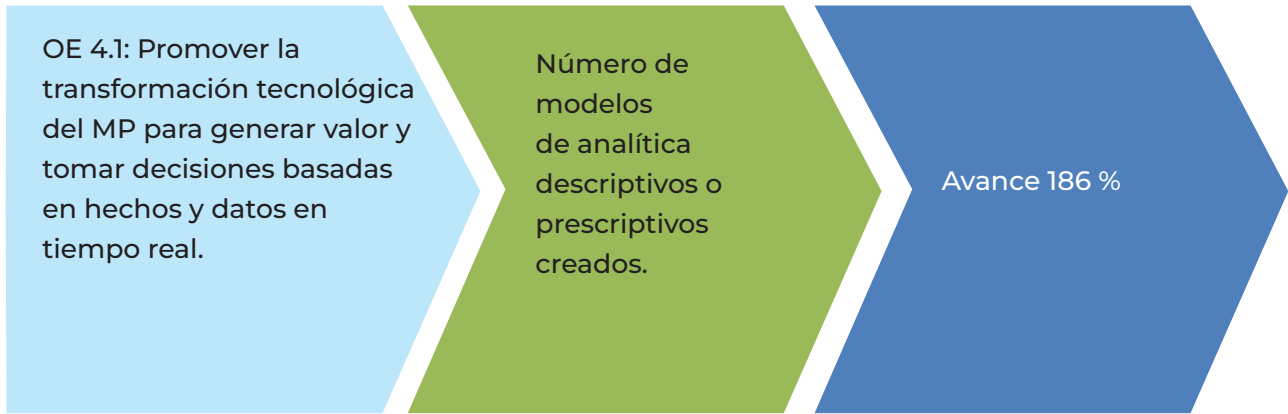 OE 4.1: Promover la
transformación tecnológica
del MP para generar valor y
tomar decisiones basadas
en hechos y datos en
tiempo real.
Número de
modelos
de analítica
descriptivos o
prescriptivos
creados.
Avance 186 %